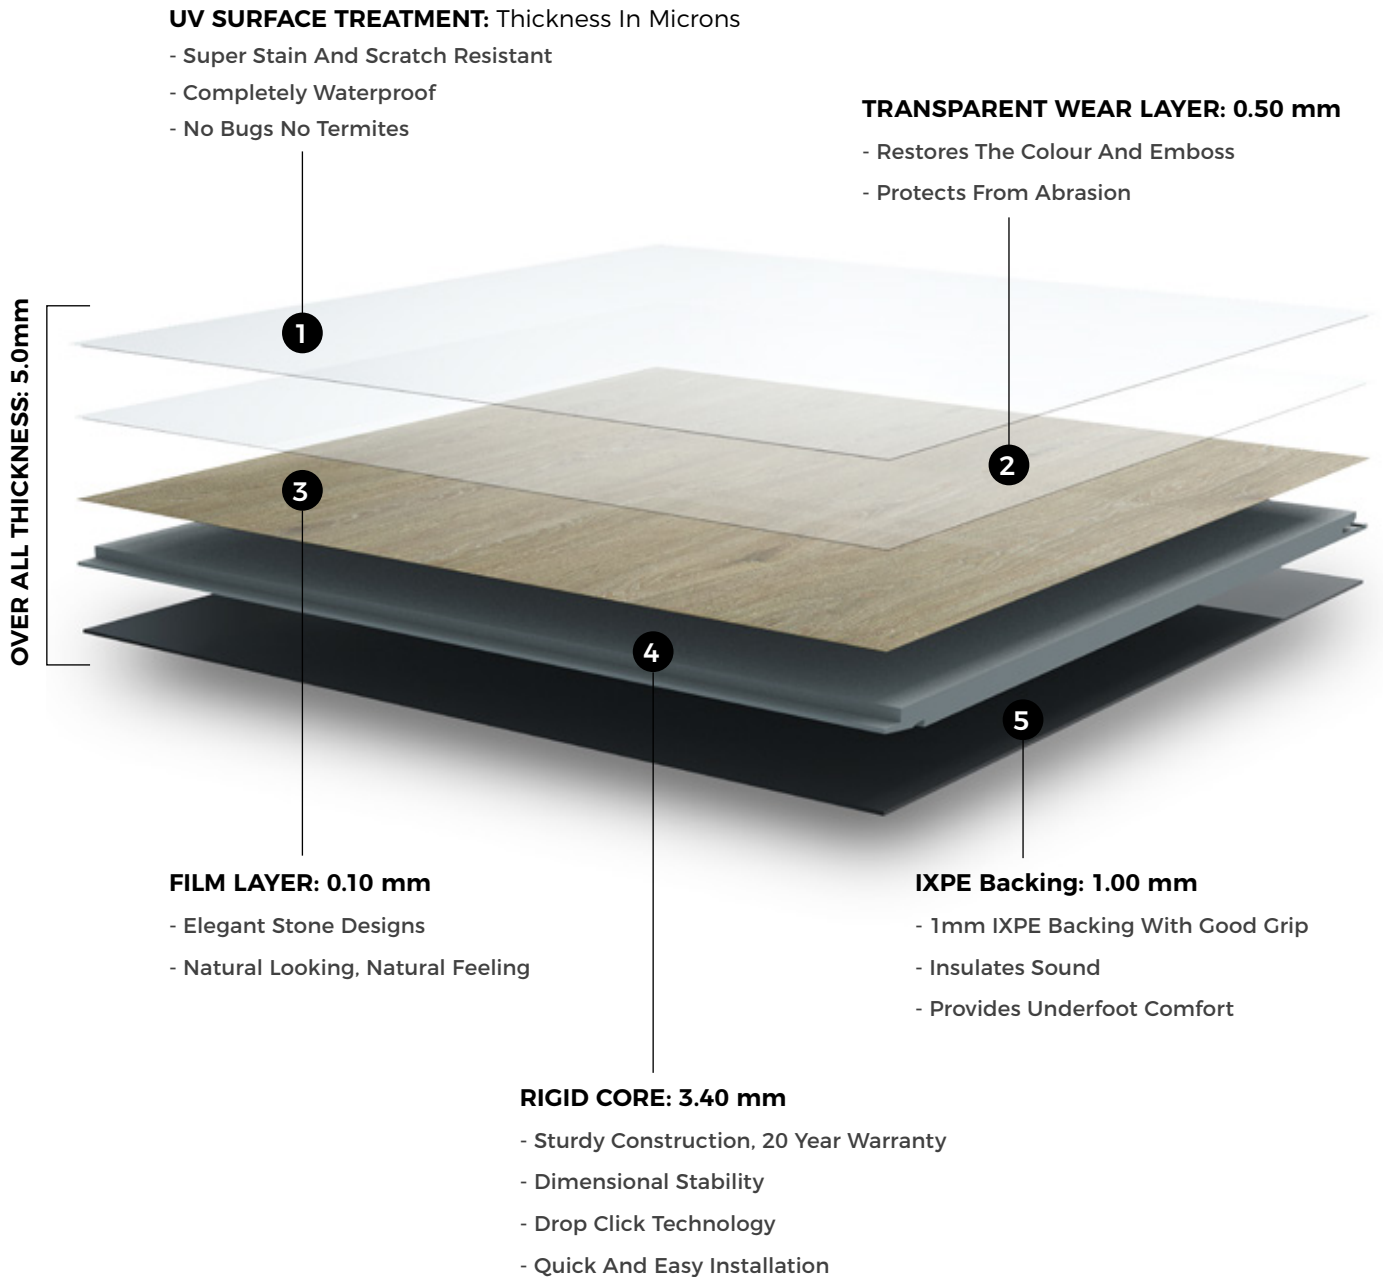 UV SURFACE TREATMENT: Thickness In Microns
- Super Stain And Scratch Resistant
- Completely Waterproof
- No Bugs No Termites
TRANSPARENT WEAR LAYER: 0.50 mm
- Restores The Colour And Emboss
- Protects From Abrasion
OVER ALL THICKNESS: 5.0mm
1
2
3
4
5
FILM LAYER: 0.10 mm
- Elegant Stone Designs
- Natural Looking, Natural Feeling
IXPE Backing: 1.00 mm
- 1mm IXPE Backing With Good Grip
- Insulates Sound
- Provides Underfoot Comfort
RIGID CORE: 3.40 mm
- Sturdy Construction, 20 Year Warranty
- Dimensional Stability
- Drop Click Technology
- Quick And Easy Installation